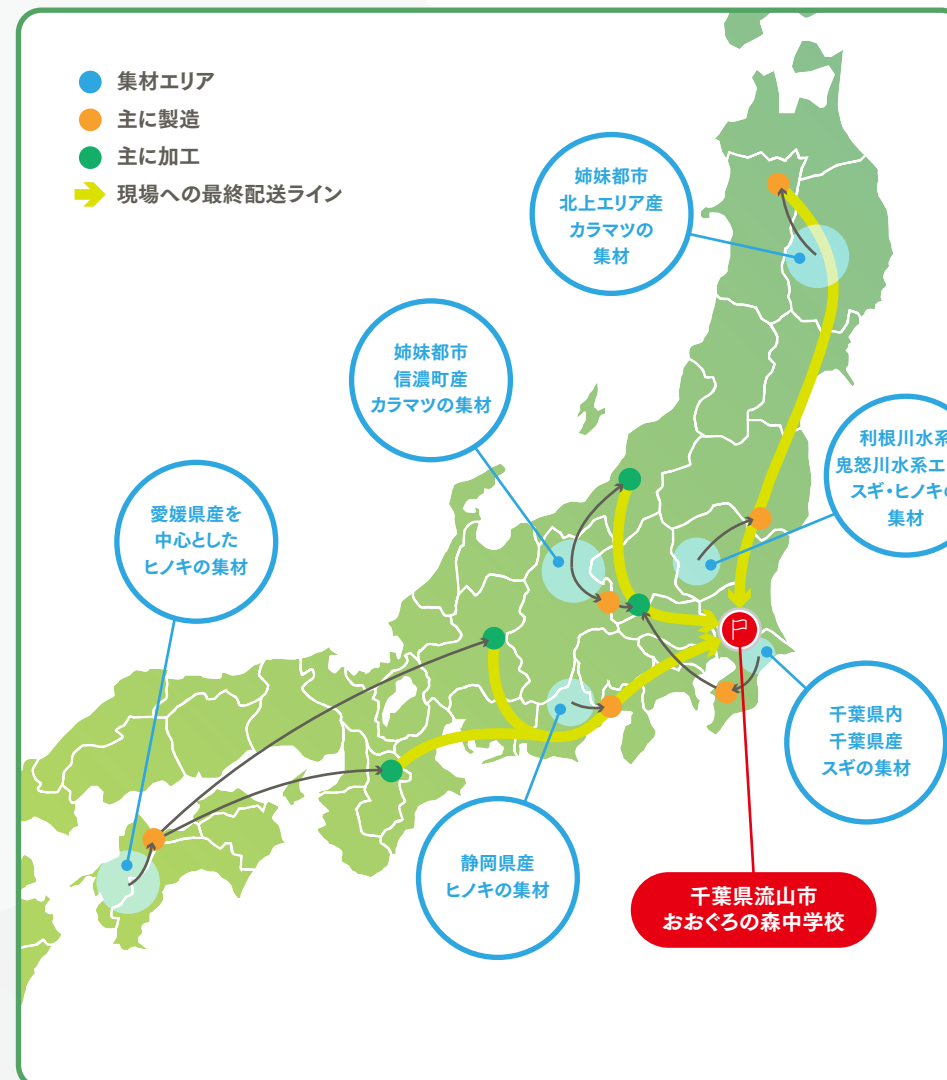 集材エリア
主に製造
主に加工
現場への最終配送ライン
姉妹都市
北上エリア産
カラマツの
集材
姉妹都市
信濃町産
カラマツの集材
利根川水系
鬼怒川水系エ
スギ・ヒノキの
集材
愛媛県産を
中心とした
ヒノキの集材
千葉県内
千葉県産
スギの集材
静岡県産
ヒノキの集材
千葉県流山市
おおぐろの森中学校